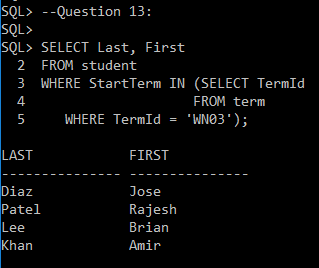 SQL> --Question 13:
SQL>
SQL> SELECT Last, First
  2  FROM student
  3  WHERE StartTerm IN (SELECT TermId
  4                      FROM term
  5     WHERE TermId = 'WN03');
LAST            FIRST
--------------- ---------------
Diaz            Jose
Patel           Rajesh
Lee             Brian
Khan            Amir